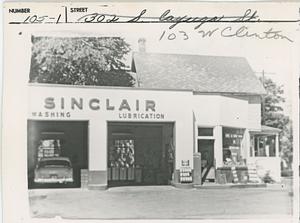 NUMBER 105-1 STREET 302 S. Cayuga St.
103 W Clinton
SINCLAIR
WASHING LUBRICATION